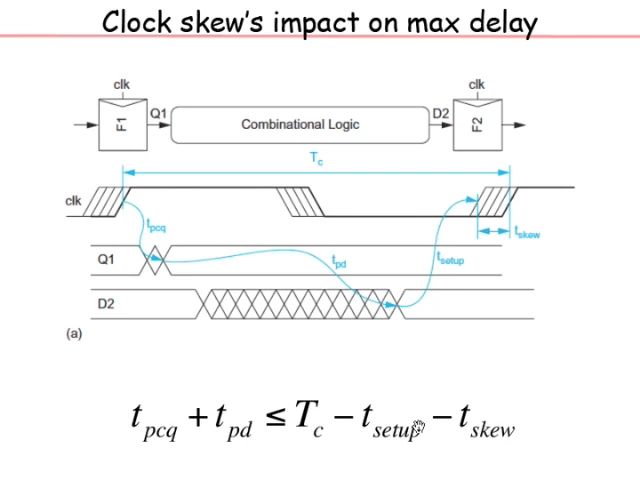 Clock skew's impact on max delay
clk clk
F1 Q1 Combinational Logic D2 F2
Tc
clk
tpcq tskew
Q1 tpd tsetup
D2
(a)
tpcq + tpd ≤ Tc − tsetup − tskew